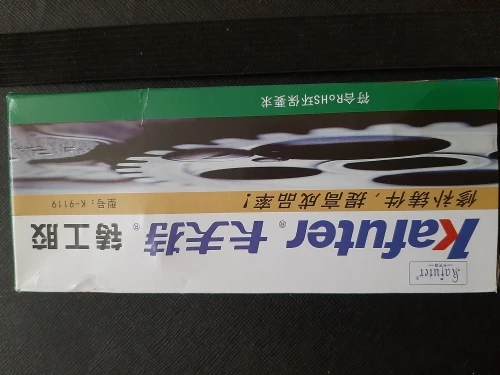 Kafuter
Kafuter® 卡夫特® 铸工胶
修补铸件，提高成品率！ 型号：K-9119
符合RoHS环保要求